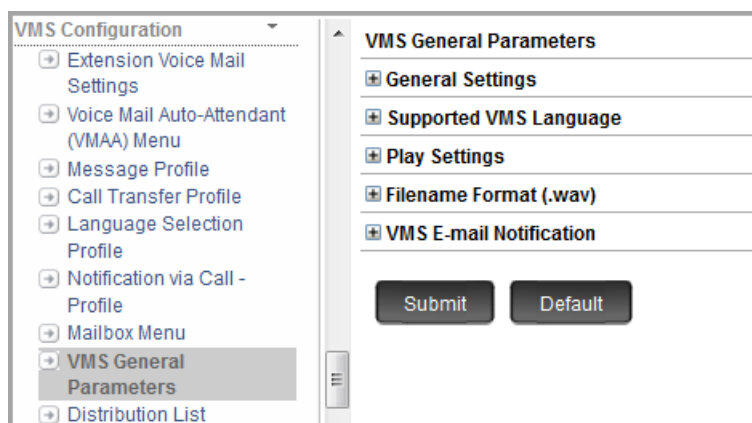 VMS Configuration
Extension Voice Mail
Settings
Voice Mail Auto-Attendant
(VMAA) Menu
Message Profile
Call Transfer Profile
Language Selection
Profile
Notification via Call -
Profile
Mailbox Menu
VMS General
Parameters
Distribution List
VMS General Parameters
General Settings
Supported VMS Language
Play Settings
Filename Format (.wav)
VMS E-mail Notification
Submit
Default